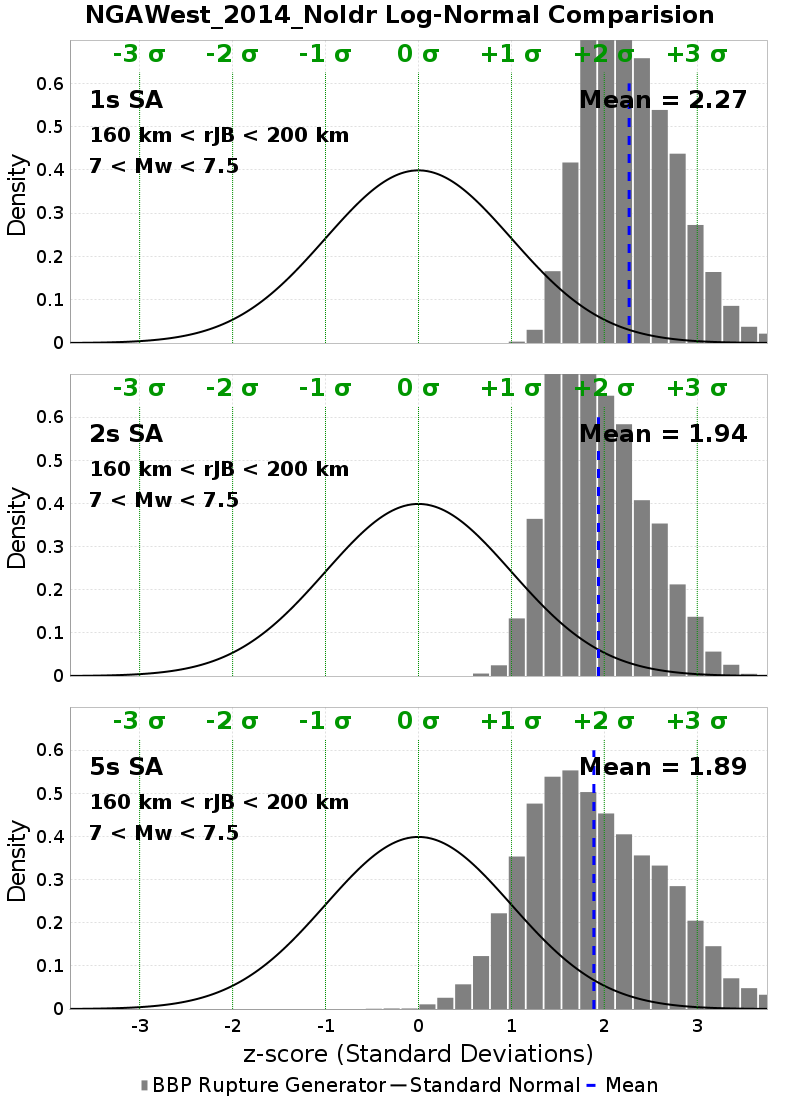 NGAWest_2014_NoIdr Log-Normal Comparision
-3 σ -2 σ -1 σ 0 σ +1 σ +2 σ +3 σ
1s SA
Mean = 2.27
160 km < rJB < 200 km
7 < Mw < 7.5
Density
0.6
0.5
0.4
0.3
0.2
0.1
0
-3 σ -2 σ -1 σ 0 σ +1 σ +2 σ +3 σ
2s SA
Mean = 1.94
160 km < rJB < 200 km
7 < Mw < 7.5
Density
0.6
0.5
0.4
0.3
0.2
0.1
0
-3 σ -2 σ -1 σ 0 σ +1 σ +2 σ +3 σ
5s SA
Mean = 1.89
160 km < rJB < 200 km
7 < Mw < 7.5
Density
0.6
0.5
0.4
0.3
0.2
0.1
0
-3 -2 -1 0 1 2 3
z-score (Standard Deviations)
BBP Rupture Generator Standard Normal Mean